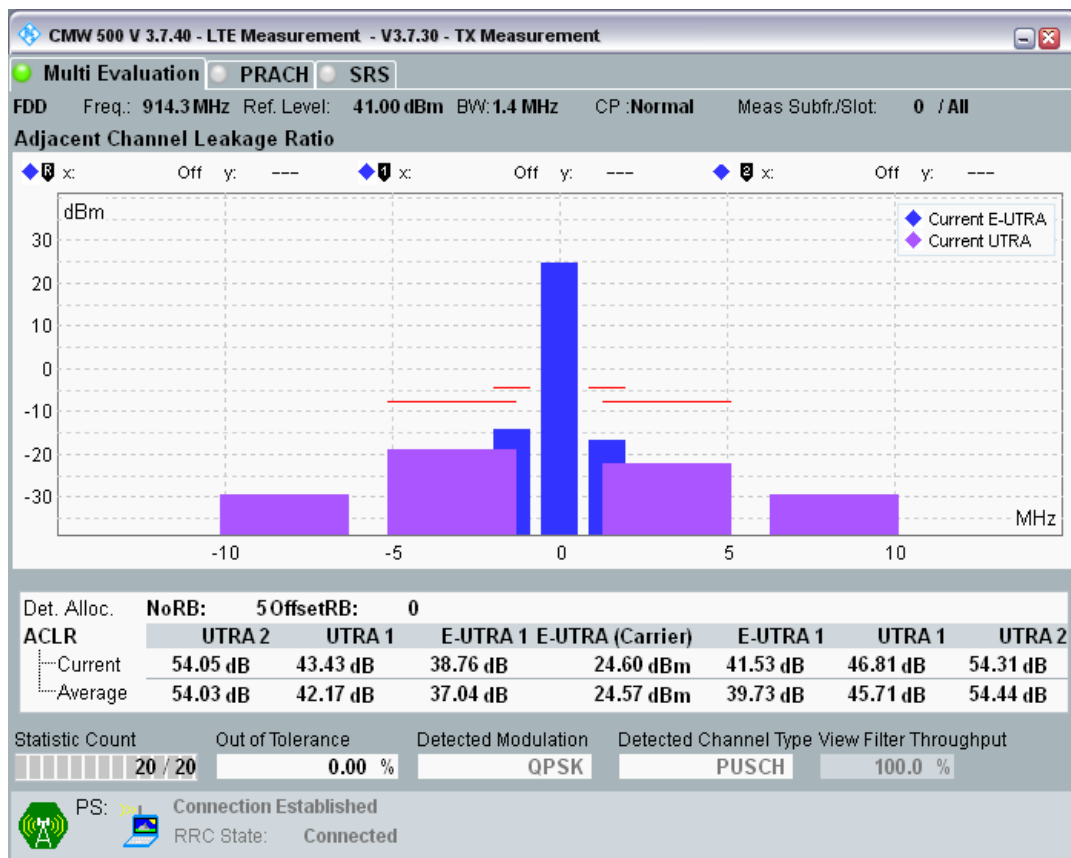 CMW 500 V 3.7.40 - LTE Measurement - V3.7.30 - TX Measurement
Multi Evaluation PRACH SRS
FDD Freq.: 914.3 MHz Ref. Level: 41.00 dBm BW: 1.4 MHz CP :Normal Meas Subfr./Slot: 0 / All
Adjacent Channel Leakage Ratio
R x: Off y: --- 1 x: Off y: --- 2 x: Off y: ---
dBm
Current E-UTRA
Current UTRA
30
20
10
0
-10
-20
-30
MHz
-10 -5 0 5 10
Det. Alloc. NoRB: 5 OffsetRB: 0
ACLR UTRA 2 UTRA 1 E-UTRA 1 E-UTRA (Carrier) E-UTRA 1 UTRA 1 UTRA 2
Current 54.05 dB 43.43 dB 38.76 dB 24.60 dBm 41.53 dB 46.81 dB 54.31 dB
Average 54.03 dB 42.17 dB 37.04 dB 24.57 dBm 39.73 dB 45.71 dB 54.44 dB
Statistic Count Out of Tolerance Detected Modulation Detected Channel Type View Filter Throughput
20 / 20 0.00 % QPSK PUSCH 100.0 %
PS: Connection Established
RRC State: Connected